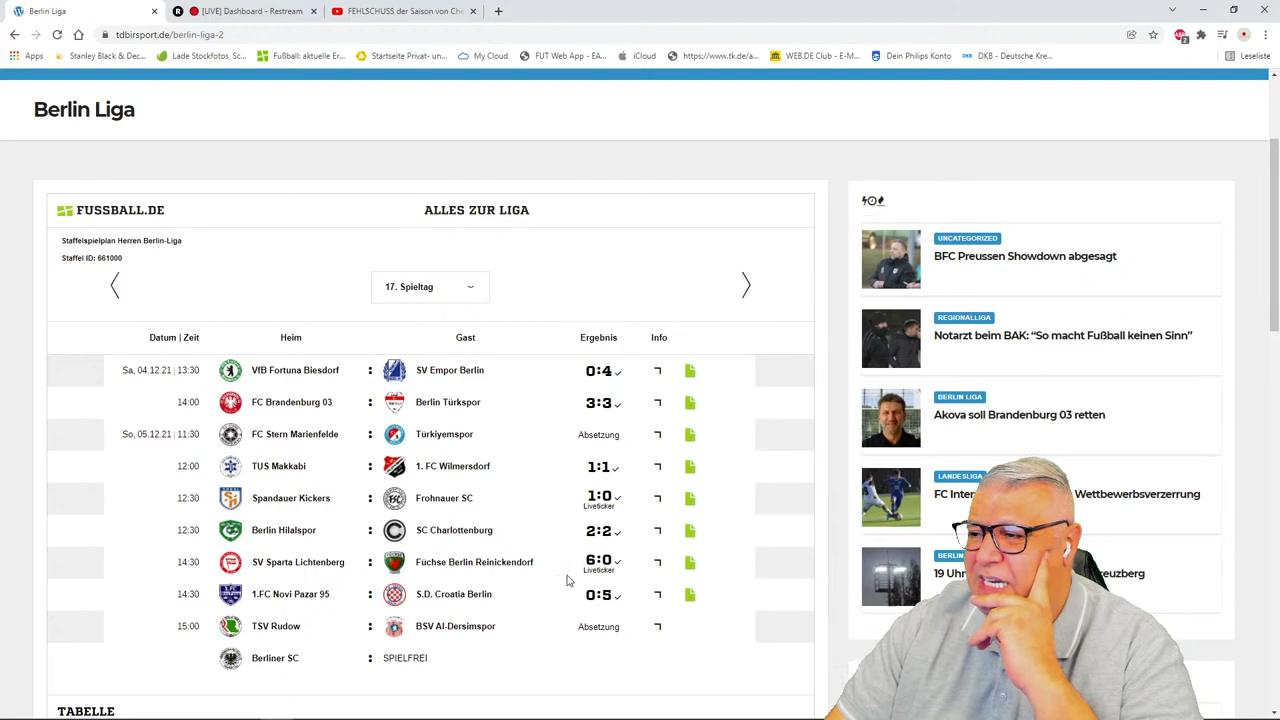 Berlin Liga
[LIVE] Dashboard - Restream
FEHLSCHUSS der Saison von Che
tdbirsport.de/berlin-liga-2
Apps
Stanley Black & Dec...
Lade Stockfotos, Sc...
Fußball: aktuelle Er...
Startseite Privat- un...
My Cloud
FUT Web App - EA...
iCloud
https://www.tk.de/a...
WEB.DE Club - E-M...
Dein Philips Konto
DKB - Deutsche Kre...
Leseliste
Berlin Liga
FUSSBALL.DE
ALLES ZUR LIGA
Staffelspielplan Herren Berlin-Liga
Staffel ID: 661000
17. Spieltag
Datum | Zeit Heim Gast Ergebnis Info
Sa, 04.12.21 | 13:30 VfB Fortuna Biesdorf : SV Empor Berlin 0:4
14:00 FC Brandenburg 03 : Berlin Türkspor 3:3
So, 05.12.21 | 11:30 FC Stern Marienfelde : Türkiyemspor Absetzung
12:00 TUS Makkabi : 1. FC Wilmersdorf 1:1
12:30 Spandauer Kickers : Frohnauer SC 1:0
Liveticker
12:30 Berlin Hilalspor : SC Charlottenburg 2:2
14:30 SV Sparta Lichtenberg : Füchse Berlin Reinickendorf 6:0
Liveticker
14:30 1.FC Novi Pazar 95 : S.D. Croatia Berlin 0:5
15:00 TSV Rudow : BSV Al-Dersimspor Absetzung
Berliner SC : SPIELFREI
TABELLE
UNCATEGORIZED
BFC Preussen Showdown abgesagt
REGIONALLIGA
Notarzt beim BAK: “So macht Fußball keinen Sinn”
BERLIN LIGA
Akova soll Brandenburg 03 retten
LANDESLIGA
FC Wettbewerbsverzerrung
BERLIN
19 Uhr